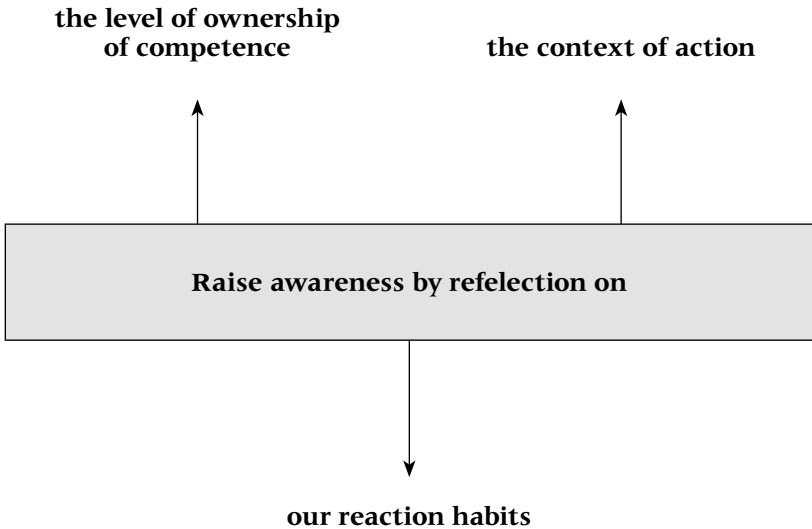 the level of ownership
of competence
the context of action
Raise awareness by refelection on
our reaction habits